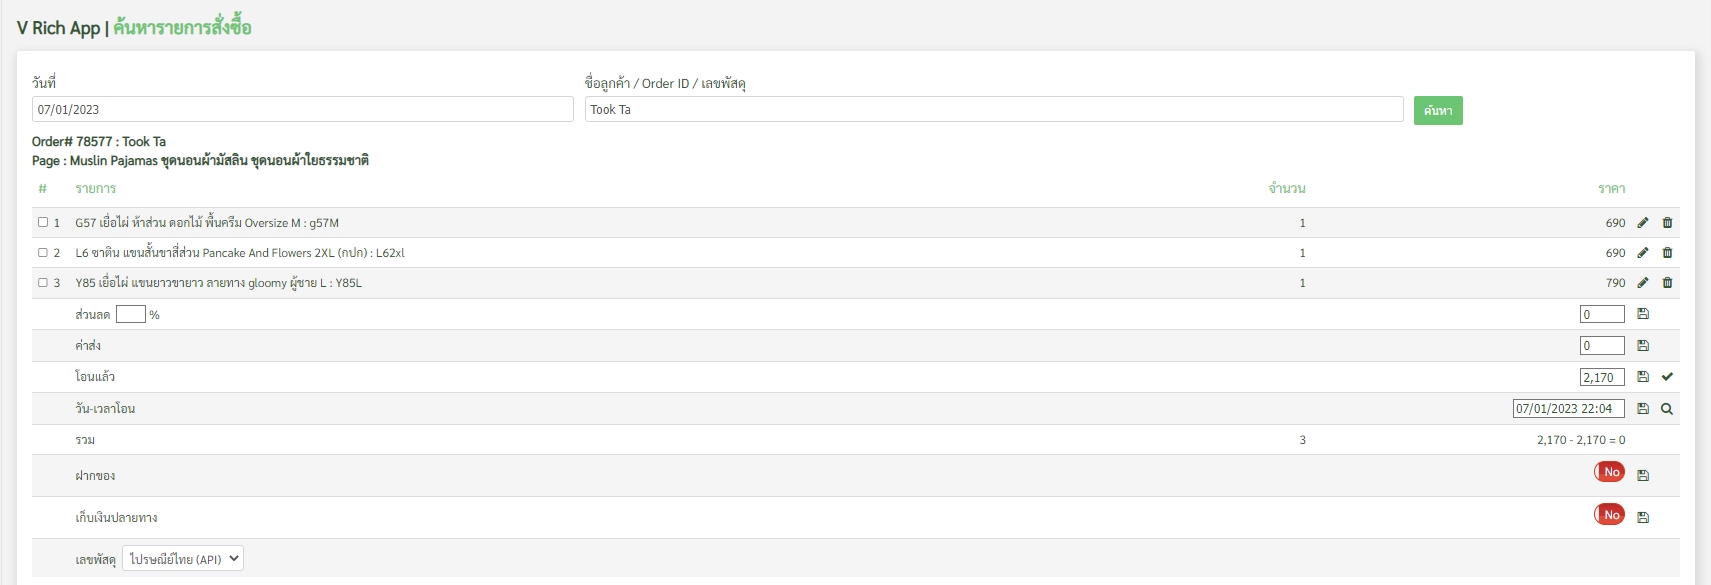 V Rich App | ค้นหารายการสั่งซื้อ
วันที่ ชื่อลูกค้า / Order ID / เลขพัสดุ
07/01/2023 Took Ta ค้นหา
Order# 78577 : Took Ta
Page : Muslin Pajamas ชุดนอนผ้ามัสลิน ชุดนอนผ้าใยธรรมชาติ
# รายการ จำนวน ราคา
1 G57 เยื่อไผ่ ห้าส่วน ดอกไม้ พื้นครีม Oversize M : g57M 1 690
2 L6 ซาติน แขนสั้นขาสี่ส่วน Pancake And Flowers 2XL (กปก) : L62xl 1 690
3 Y85 เยื่อไผ่ แขนยาวขายาว ลายทาง gloomy ผู้ชาย L : Y85L 1 790
ส่วนลด % 0
ค่าส่ง 0
โอนแล้ว 2,170
วัน-เวลาโอน 07/01/2023 22:04
รวม 3 2,170 - 2,170 = 0
ฝากของ No
เก็บเงินปลายทาง No
เลขพัสดุ ไปรษณีย์ไทย (API)